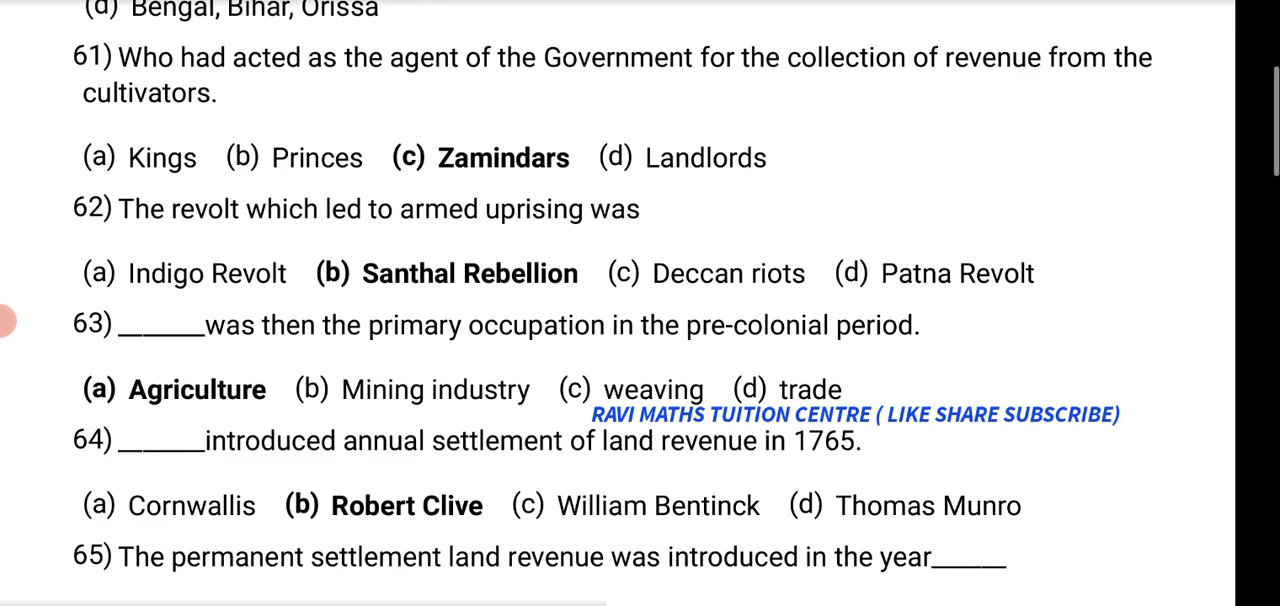 (d) Bengal, Bihar, Orissa
61) Who had acted as the agent of the Government for the collection of revenue from the
cultivators.
(a) Kings (b) Princes (c) Zamindars (d) Landlords
62) The revolt which led to armed uprising was
(a) Indigo Revolt (b) Santhal Rebellion (c) Deccan riots (d) Patna Revolt
63) ______was then the primary occupation in the pre-colonial period.
(a) Agriculture (b) Mining industry (c) weaving (d) trade
RAVI MATHS TUITION CENTRE ( LIKE SHARE SUBSCRIBE)
64) ______introduced annual settlement of land revenue in 1765.
(a) Cornwallis (b) Robert Clive (c) William Bentinck (d) Thomas Munro
65) The permanent settlement land revenue was introduced in the year_____